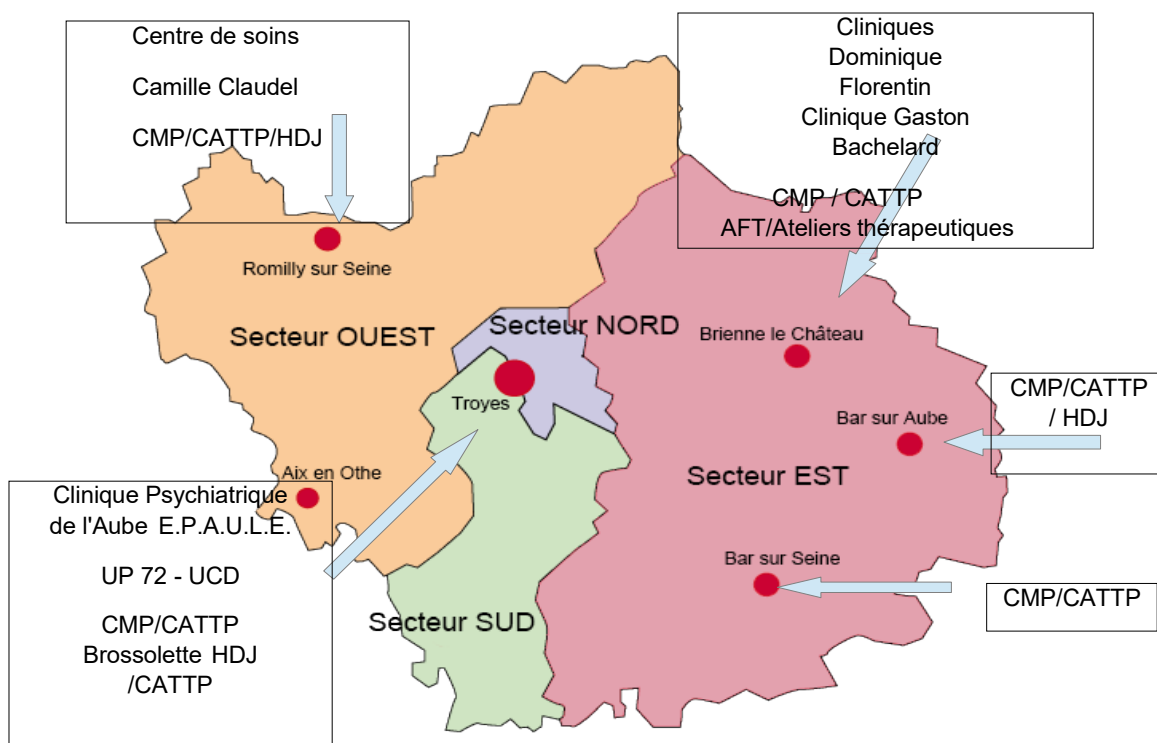 Centre de soins
Camille Claudel
CMP/CATTP/HDJ
Cliniques
Dominique
Florentin
Clinique Gaston
Bachelard
CMP / CATTP
AFT/Ateliers thérapeutiques
Romilly sur Seine
Secteur OUEST
Secteur NORD
Brienne le Château
Troyes
CMP/CATTP
/ HDJ
Bar sur Aube
Aix en Othe
Secteur EST
Clinique Psychiatrique
de l'Aube E.P.A.U.L.E.
UP 72 - UCD
CMP/CATTP
Brossolette HDJ
/CATTP
Bar sur Seine
CMP/CATTP
Secteur SUD